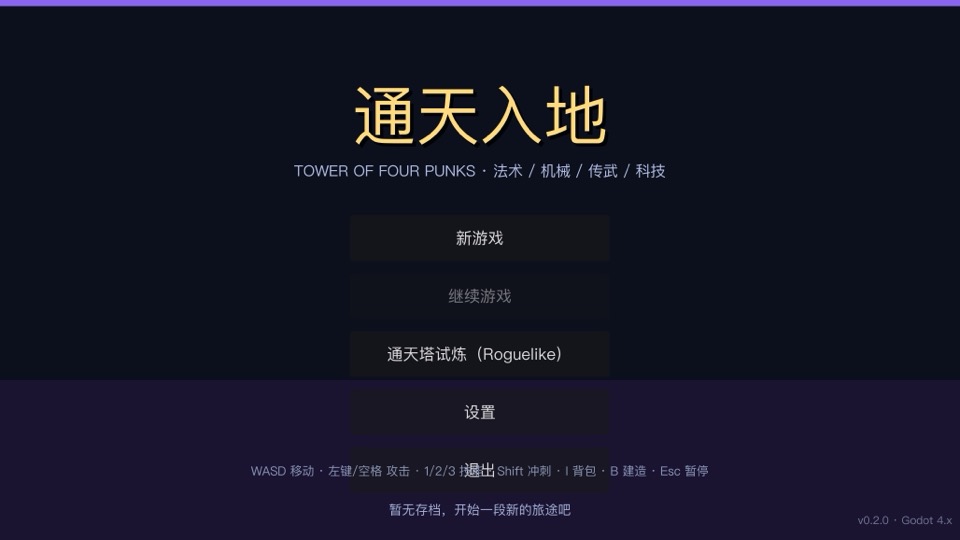 通天入地
TOWER OF FOUR PUNKS · 法术 / 机械 / 传武 / 科技
新游戏
继续游戏
通天塔试炼（Roguelike）
设置
退出
WASD 移动 · 左键/空格 攻击 · 1/2/3 · Shift 冲刺 · I 背包 · B 建造 · Esc 暂停
暂无存档，开始一段新的旅途吧
v0.2.0 · Godot 4.x